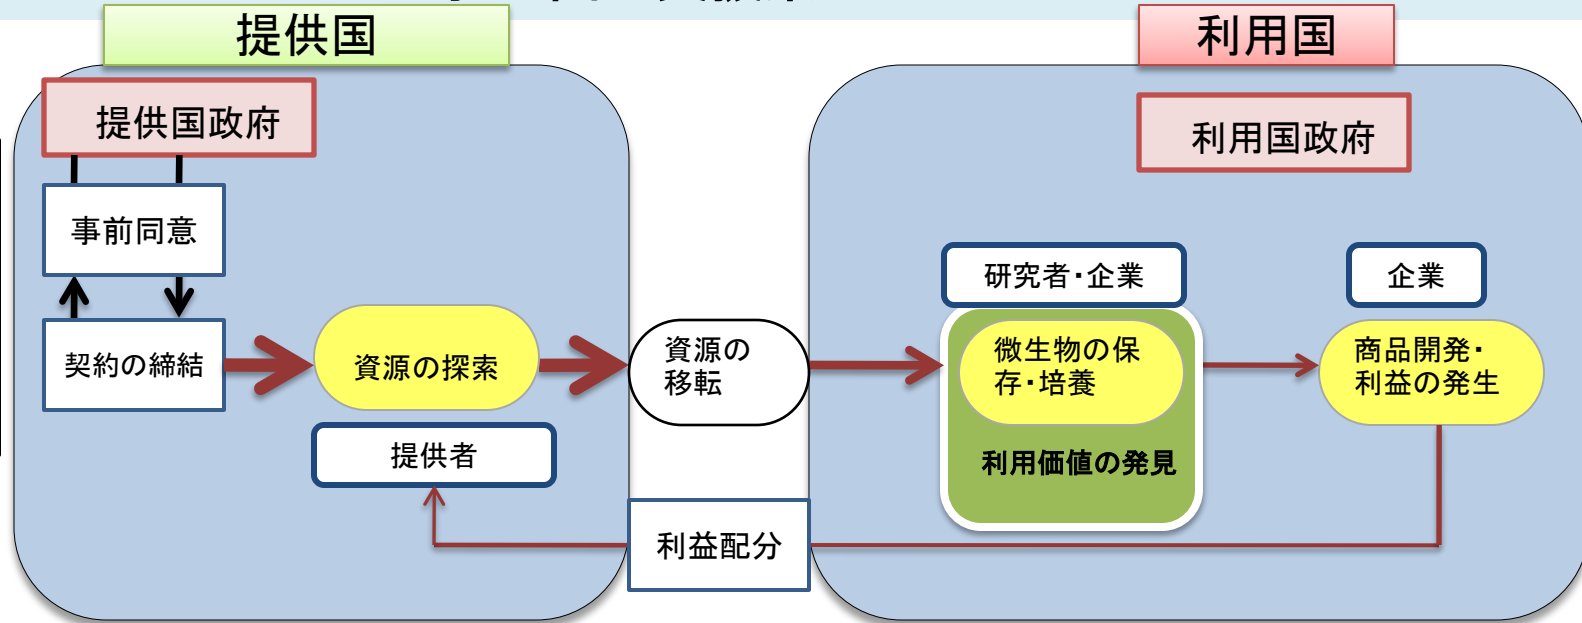 提供国
利用国
提供国政府
利用国政府
事前同意
研究者・企業
企業
契約の締結
資源の探索
資源の
移転
微生物の保
存・培養
商品開発・
利益の発生
提供者
利用価値の発見
利益配分